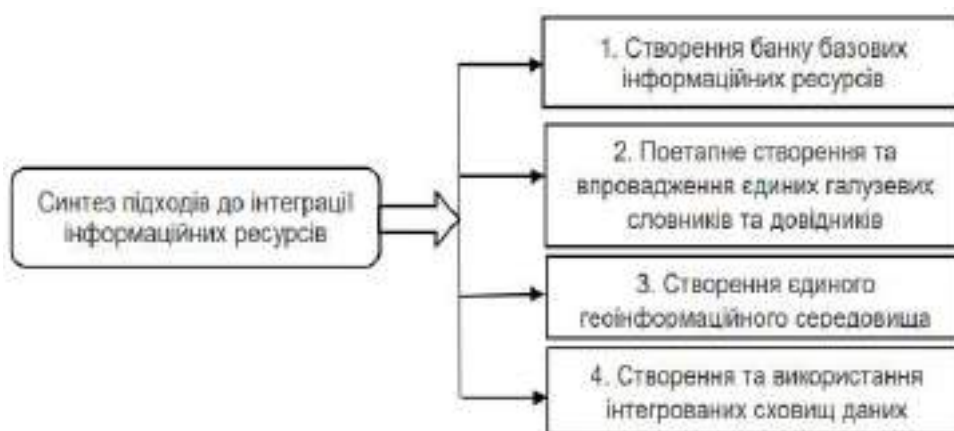 Синтез підходів до інтеграції
інформаційних ресурсів
1. Створення банку базових
інформаційних ресурсів
2. Поетапне створення та
впровадження єдиних галузевих
словників та довідників
3. Створення єдиного
геоінформаційного середовища
4. Створення та використання
інтегрованих сховищ даних